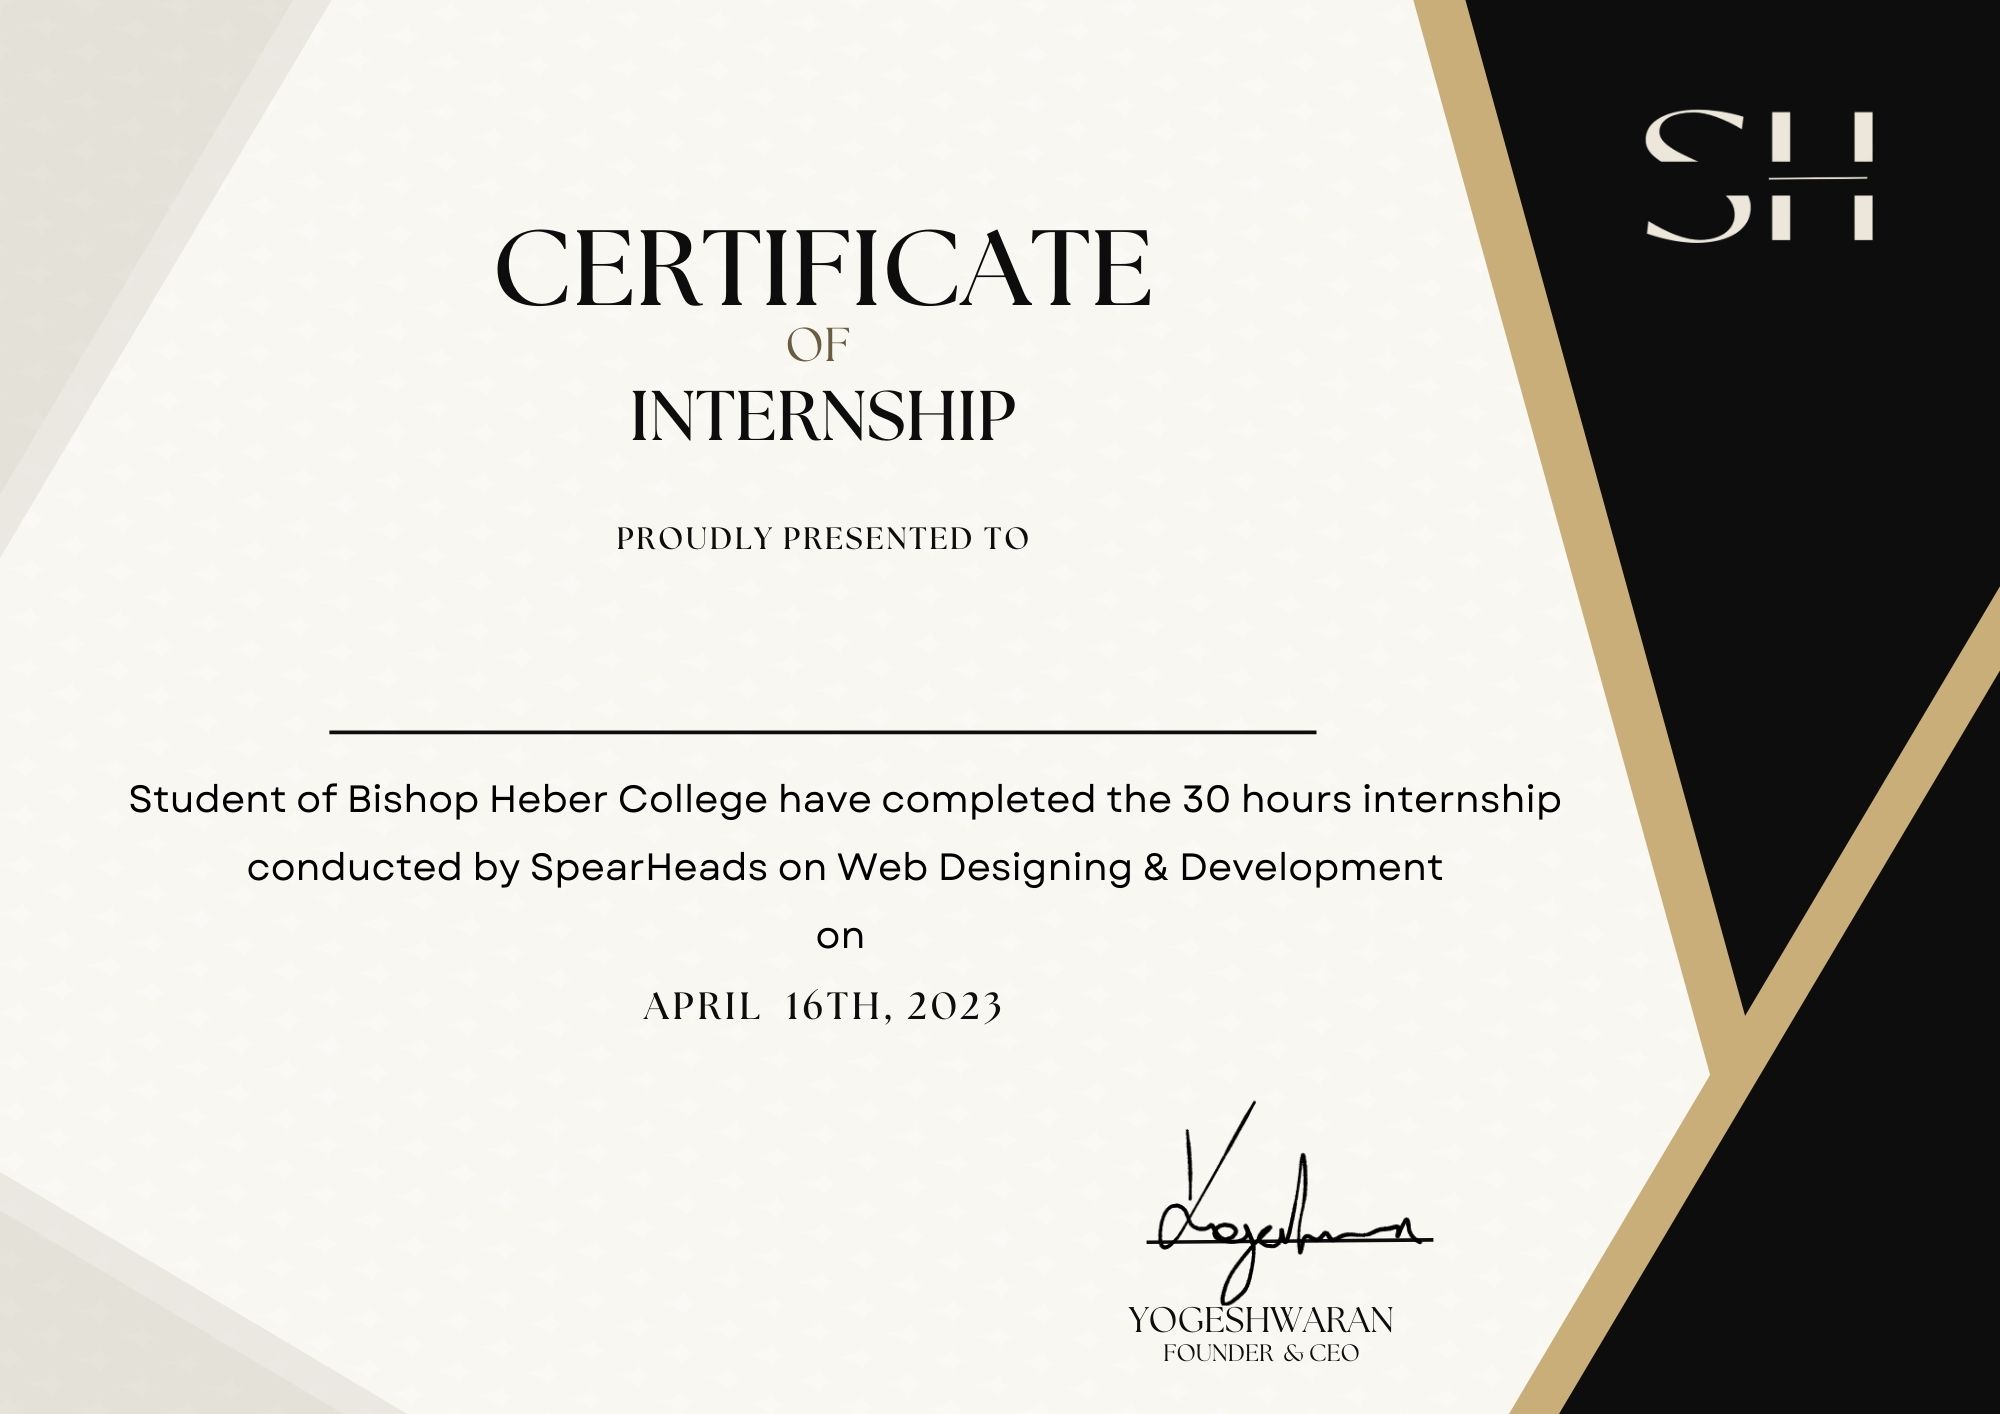 SH
CERTIFICATE
OF
INTERNSHIP
PROUDLY PRESENTED TO
Student of Bishop Heber College have completed the 30 hours internship
conducted by SpearHeads on Web Designing & Development
on
APRIL 16TH, 2023
Yogeshwaran
YOGESHWARAN
FOUNDER & CEO